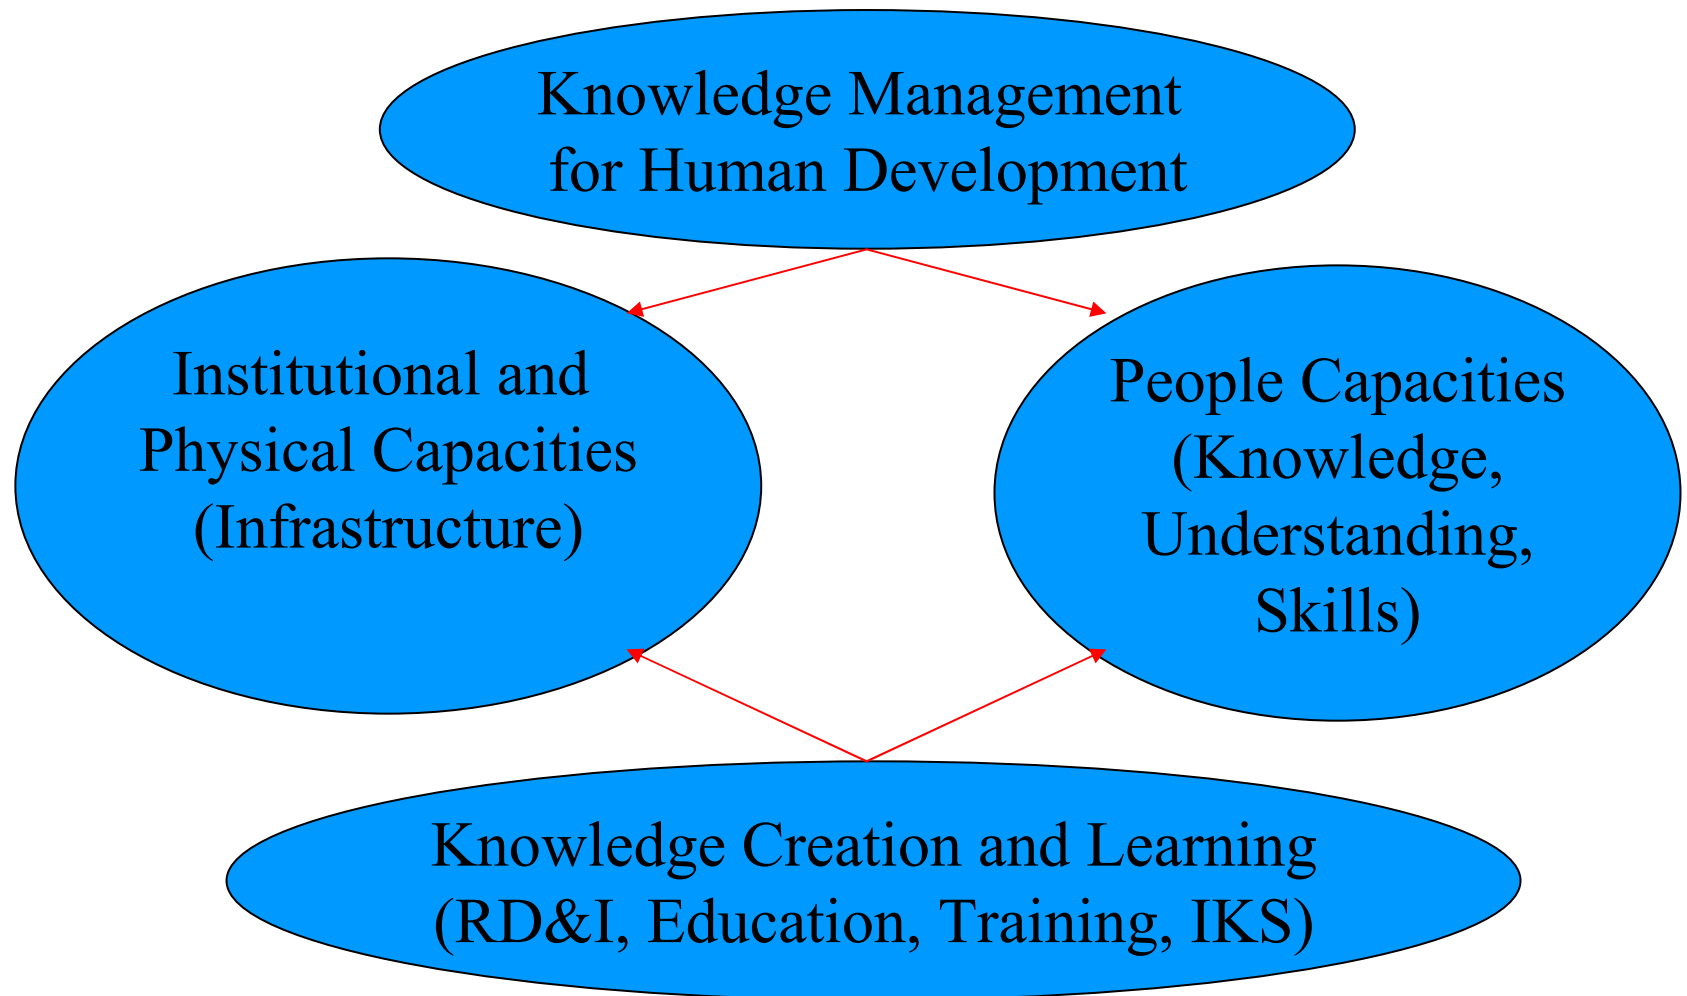 Knowledge Management
for Human Development
Institutional and
Physical Capacities
(Infrastructure)
People Capacities
(Knowledge,
Understanding,
Skills)
Knowledge Creation and Learning
(RD&I, Education, Training, IKS)